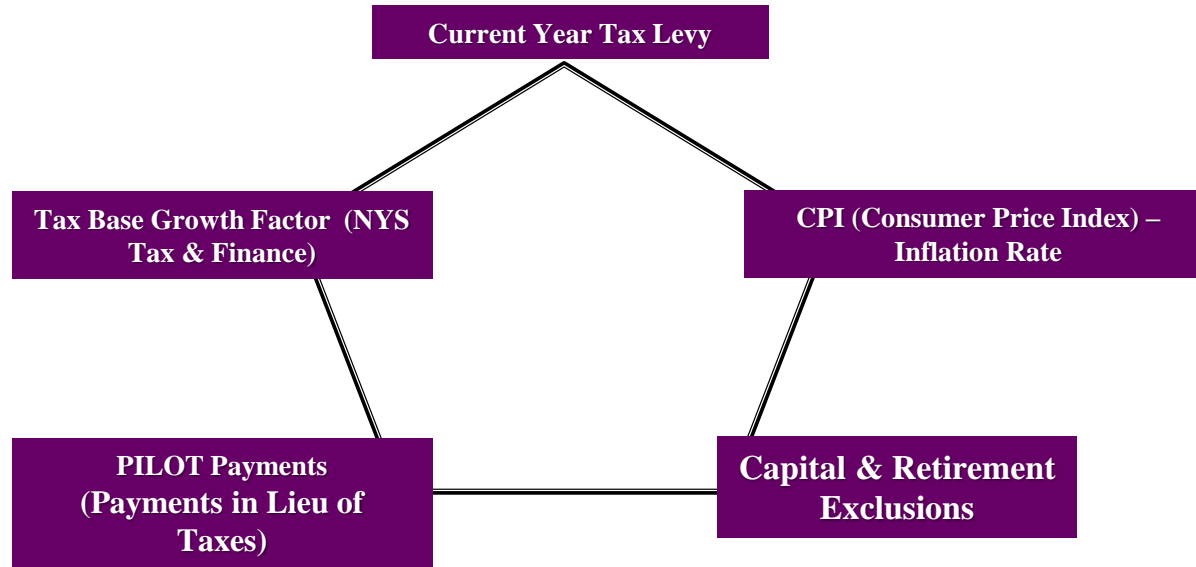 Current Year Tax Levy
Tax Base Growth Factor (NYS
Tax & Finance)
CPI (Consumer Price Index) –
Inflation Rate
PILOT Payments
(Payments in Lieu of
Taxes)
Capital & Retirement
Exclusions